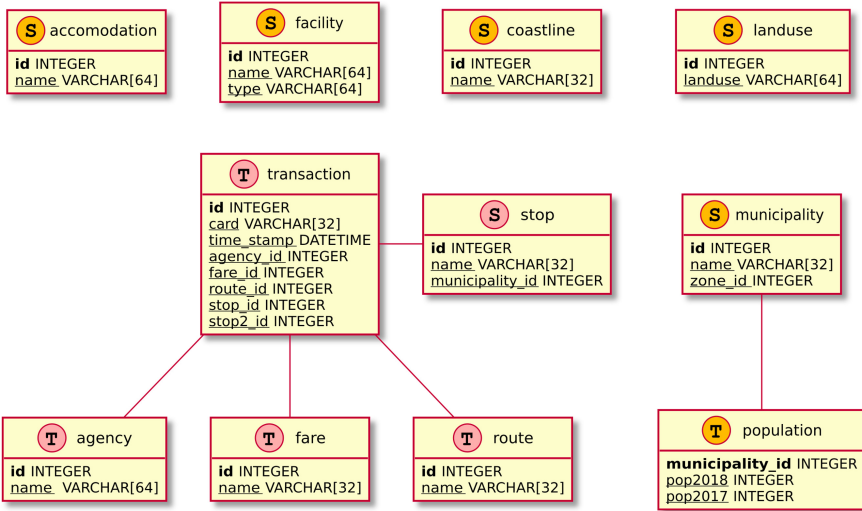 S accomodation
id INTEGER
name VARCHAR[64]
S facility
id INTEGER
name VARCHAR[64]
type VARCHAR[64]
S coastline
id INTEGER
name VARCHAR[32]
S landuse
id INTEGER
landuse VARCHAR[64]
T transaction
id INTEGER
card VARCHAR[32]
time_stamp DATETIME
agency_id INTEGER
fare_id INTEGER
route_id INTEGER
stop_id INTEGER
stop2_id INTEGER
S stop
id INTEGER
name VARCHAR[32]
municipality_id INTEGER
S municipality
id INTEGER
name VARCHAR[32]
zone_id INTEGER
T agency
id INTEGER
name VARCHAR[64]
T fare
id INTEGER
name VARCHAR[32]
T route
id INTEGER
name VARCHAR[32]
T population
municipality_id INTEGER
pop2018 INTEGER
pop2017 INTEGER